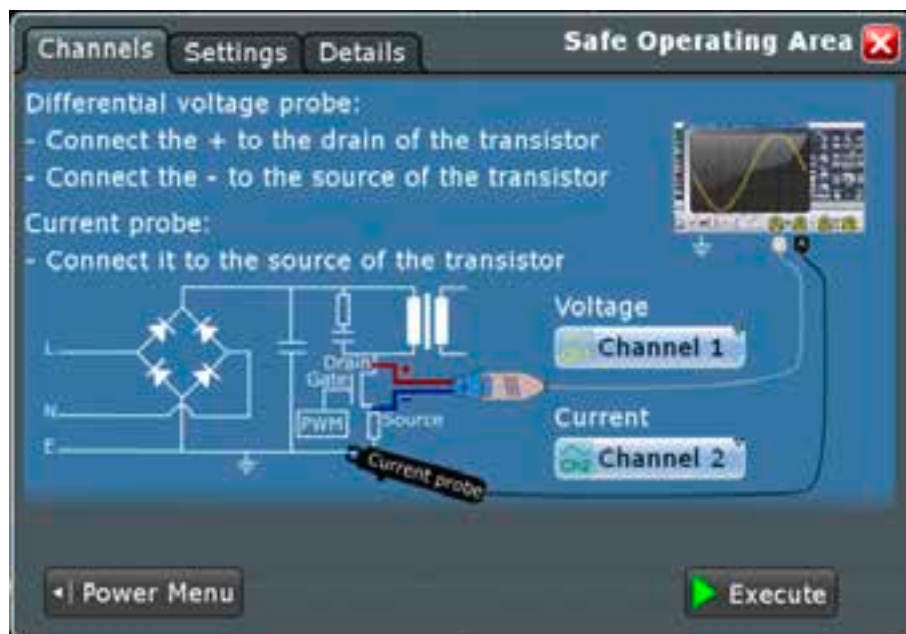 Channels Settings Details Safe Operating Area
Differential voltage probe:
- Connect the + to the drain of the transistor
- Connect the - to the source of the transistor
Current probe:
- Connect it to the source of the transistor
Voltage
Channel 1
L
Drain
+
Gate
-
N
PWM
Source
Current
E
Current probe
Ch2 Channel 2
Power Menu
Execute